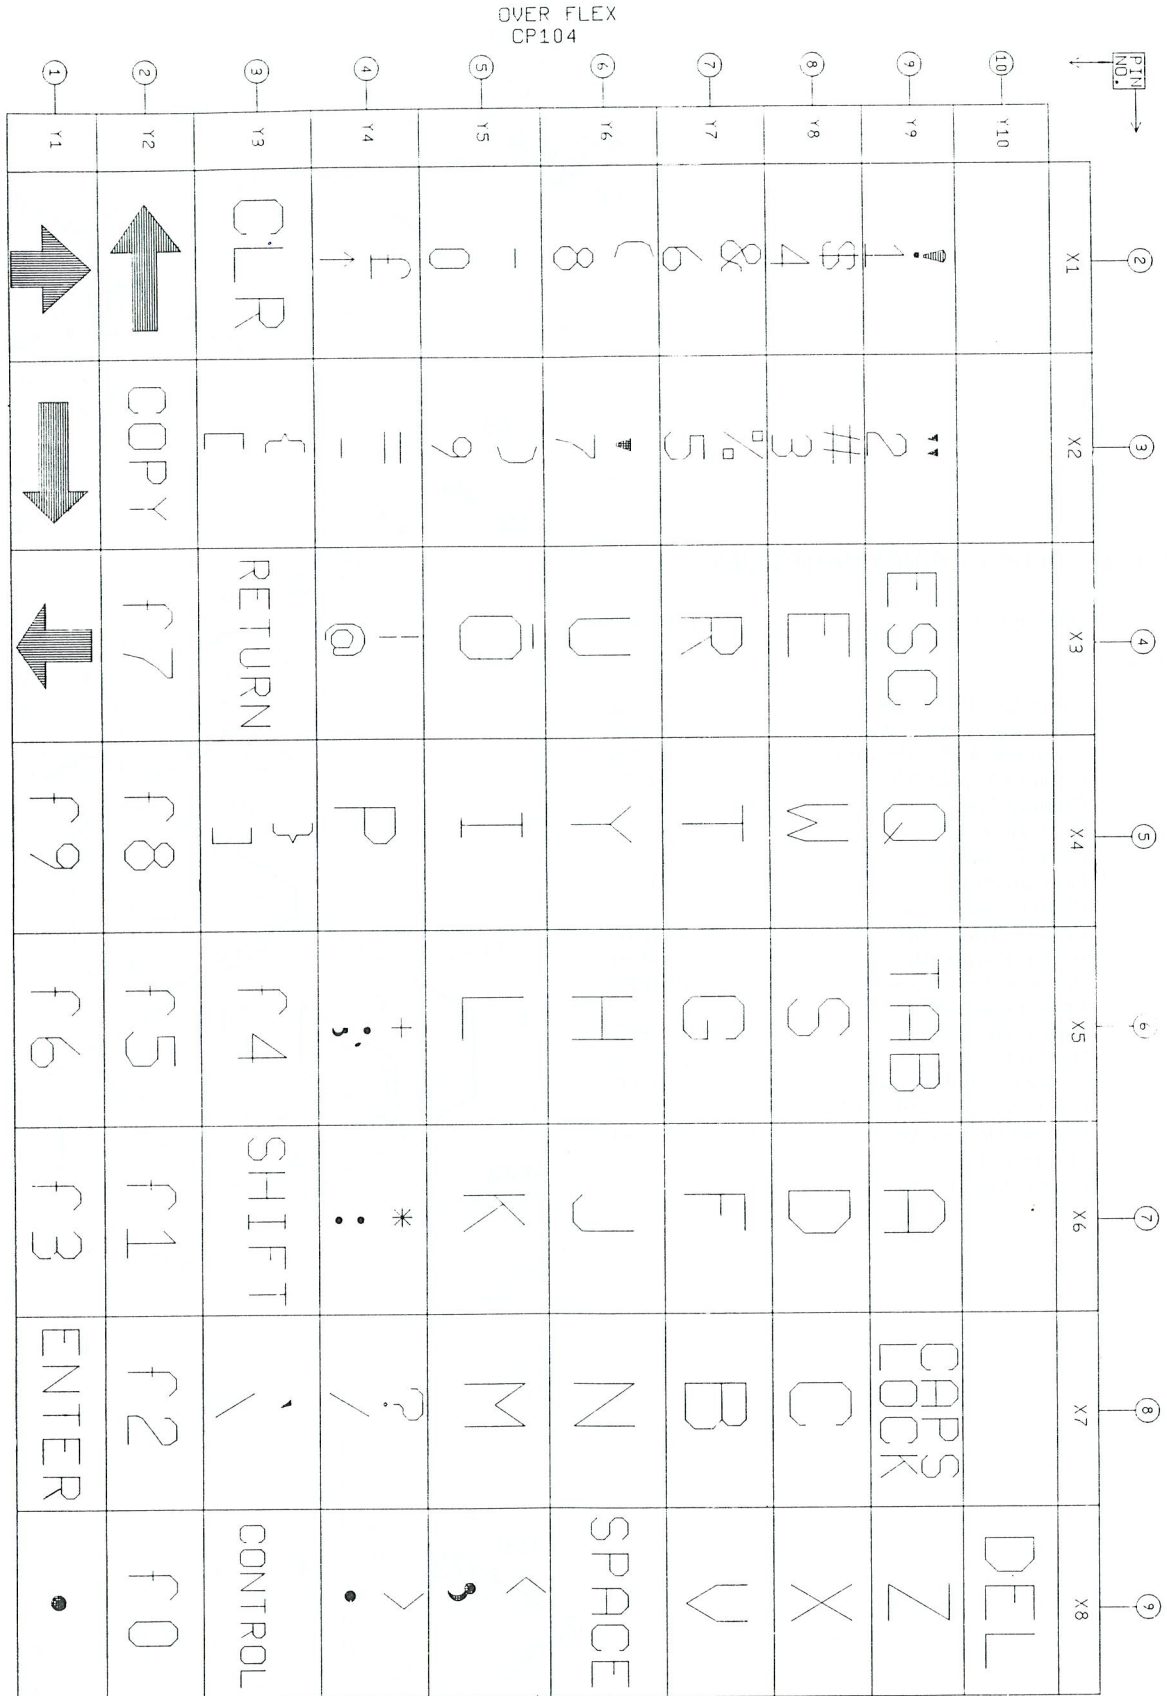 OVER FLEX
CP104
PIN NO.
2 3 4 5 6 7 8 9
X1 X2 X3 X4 X5 X6 X7 X8
10 Y10 DEL
9 Y9 ! 1 " 2 ESC Q TAB A CAPS LOCK Z
8 Y8 $ 4 # 3 E W S D C X
7 Y7 & 6 % 5 R T G F B V
6 Y6 ( 8 ' 7 U Y H J N SPACE
5 Y5 _ 0 ) 9 O I L K M < ,
4 Y4 £ ↑ = - | @ P + ; * : ? / > .
3 Y3 CLR { [ RETURN } ] f4 SHIFT ` \ CONTROL
2 Y2 COPY f7 f8 f5 f1 f2 f0
1 Y1 f9 f6 f3 ENTER .